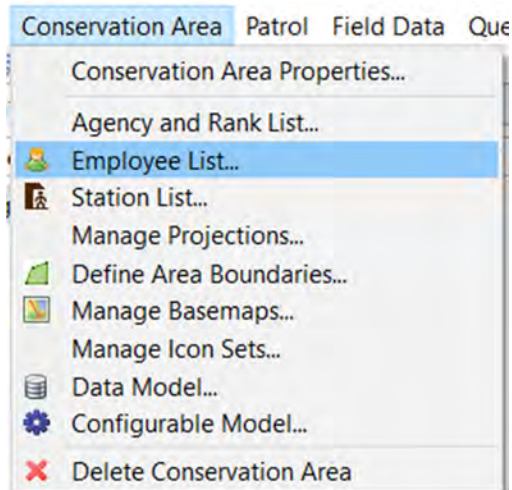 Conservation Area Patrol Field Data Que
Conservation Area Properties...
Agency and Rank List...
Employee List...
Station List...
Manage Projections...
Define Area Boundaries...
Manage Basemaps...
Manage Icon Sets...
Data Model...
Configurable Model...
Delete Conservation Area